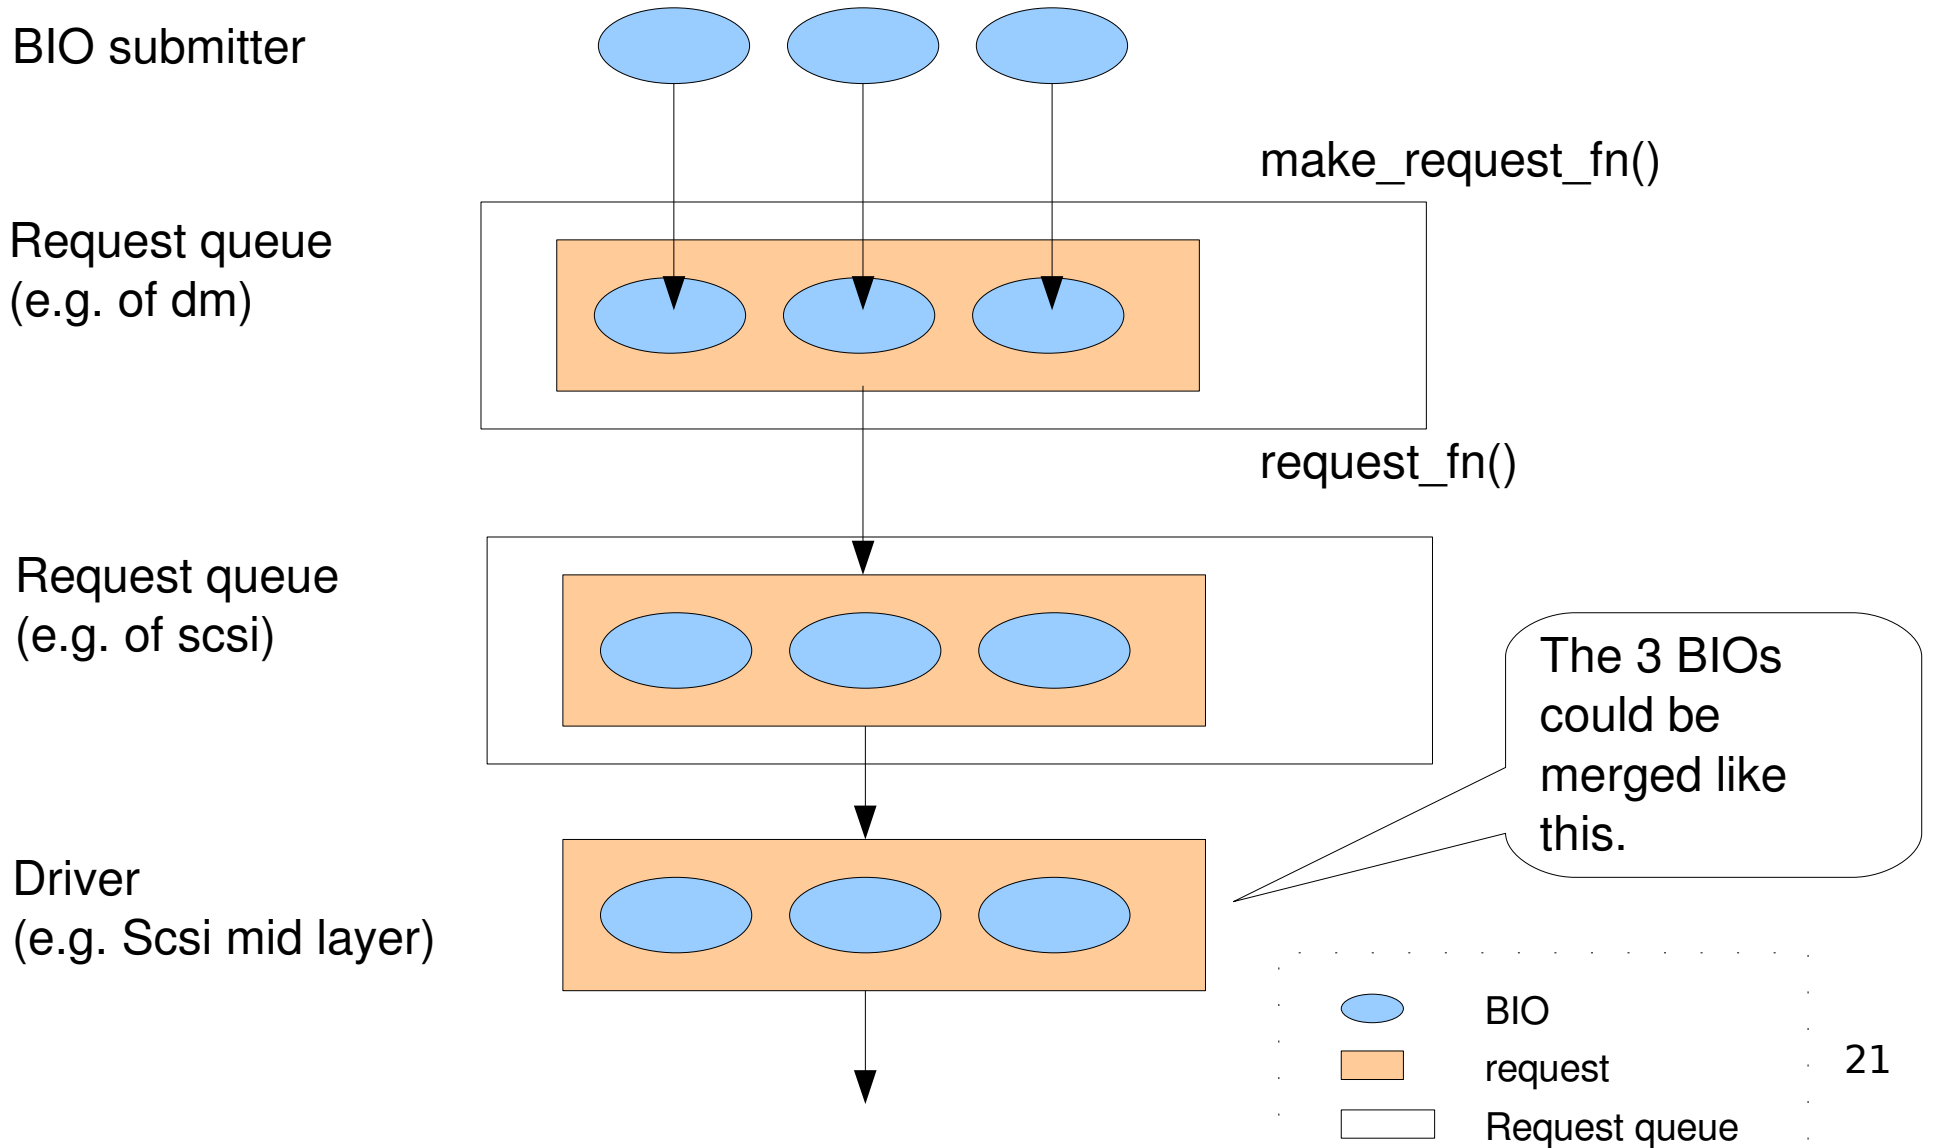 BIO submitter
make_request_fn()
Request queue
(e.g. of dm)
request_fn()
Request queue
(e.g. of scsi)
The 3 BIOs
could be
merged like
this.
Driver
(e.g. Scsi mid layer)
BIO
request
Request queue
21